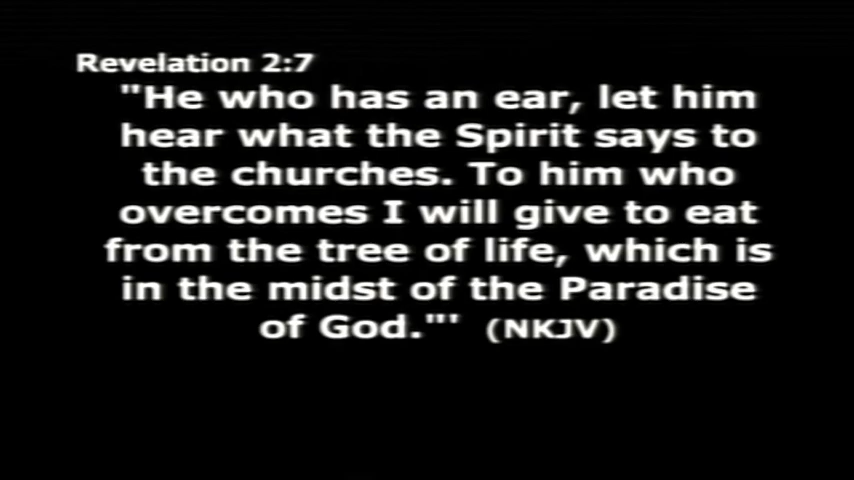 Revelation 2:7
"He who has an ear, let him
hear what the Spirit says to
the churches. To him who
overcomes I will give to eat
from the tree of life, which is
in the midst of the Paradise
of God."' (NKJV)